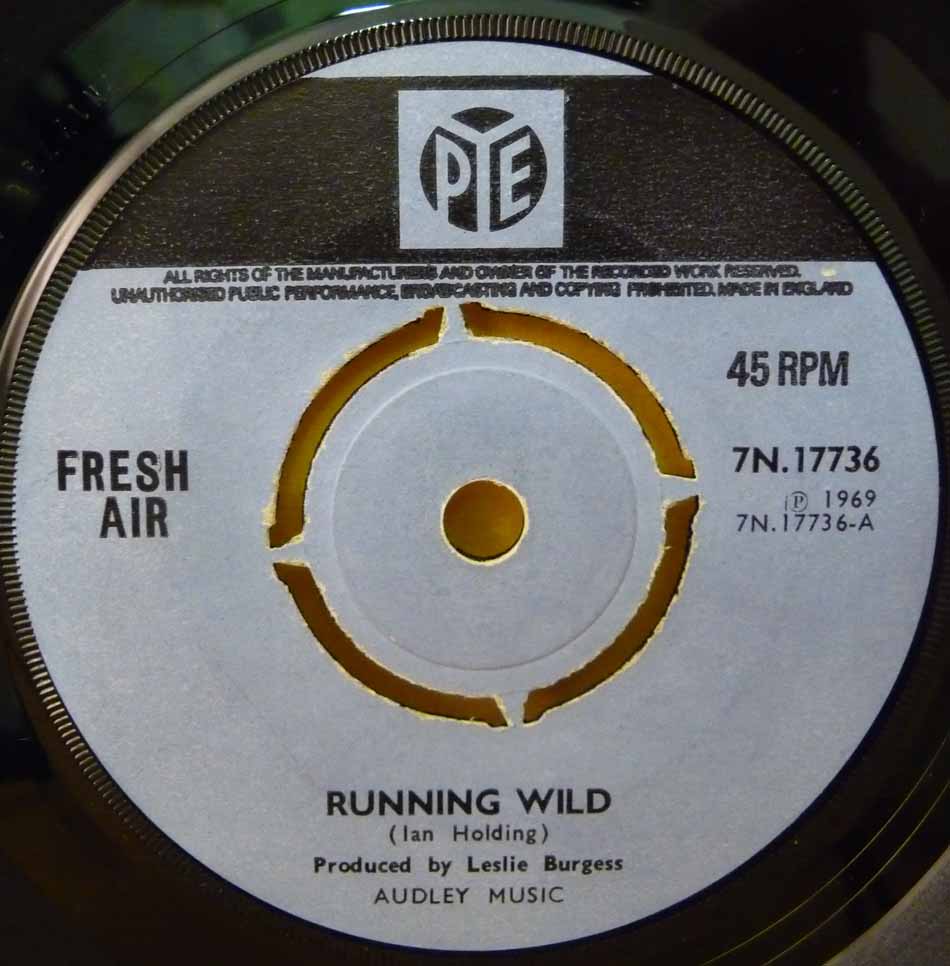 PYE
ALL RIGHTS OF THE MANUFACTURERS AND OWNER OF THE RECORDED WORK RESERVED.
UNAUTHORISED PUBLIC PERFORMANCE, BROADCASTING AND COPYING PROHIBITED. MADE IN ENGLAND
45 RPM
FRESH
AIR
7N.17736
℗ 1969
7N.17736-A
RUNNING WILD
(Ian Holding)
Produced by Leslie Burgess
AUDLEY MUSIC